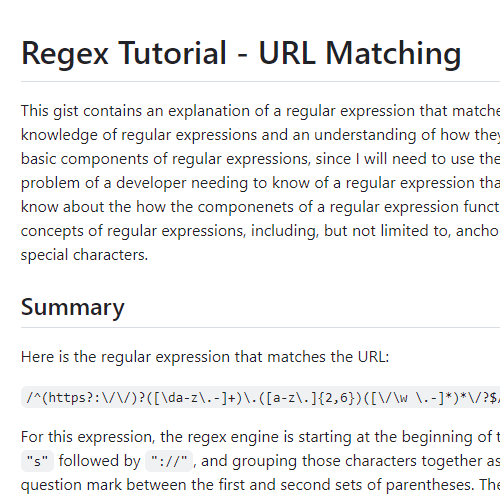 Regex Tutorial - URL Matching
This gist contains an explanation of a regular expression that matche
knowledge of regular expressions and an understanding of how they
basic components of regular expressions, since I will need to use the
problem of a developer needing to know of a regular expression tha
know about the how the componenets of a regular expression funct
concepts of regular expressions, including, but not limited to, ancho
special characters.
Summary
Here is the regular expression that matches the URL:
/^(https?:\/\/)?([\da-z\.-]+)\.([a-z\.]{2,6})([\/\w \.-]*)*\/?$/
For this expression, the regex engine is starting at the beginning of t
"s" followed by "://", and grouping those characters together as
question mark between the first and second sets of parentheses. The